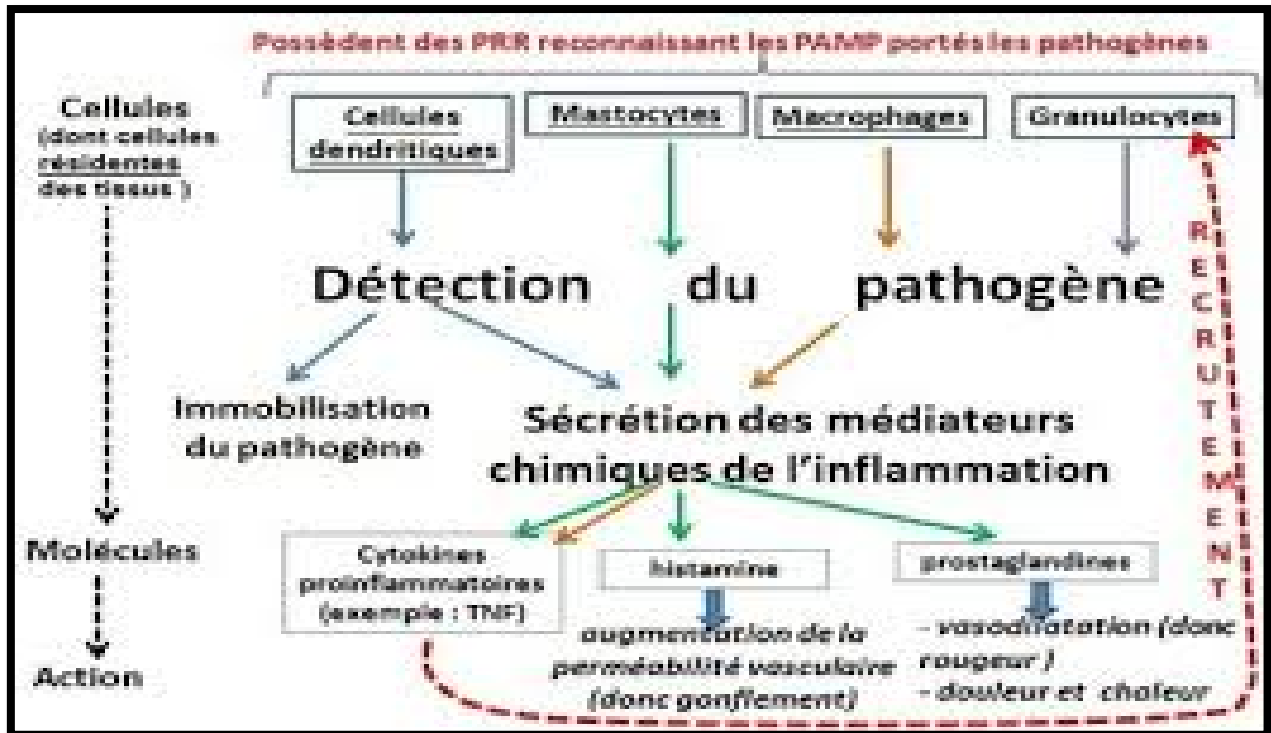 Possèdent des PRR reconnaissant les PAMP portés les pathogènes
Cellules
(dont cellules
résidentes
des tissus )
Cellules
dendritiques
Mastocytes
Macrophages
Granulocytes
Détection du pathogène
Immobilisation
du pathogène
Sécrétion des médiateurs
chimiques de l'inflammation
RECRUTEMENT
Molécules
Cytokines
proinflammatoires
(exemple : TNF)
histamine
prostaglandines
Action
augmentation de la
perméabilité vasculaire
(donc gonflement)
- vasodilatation (donc
rougeur )
- douleur et chaleur